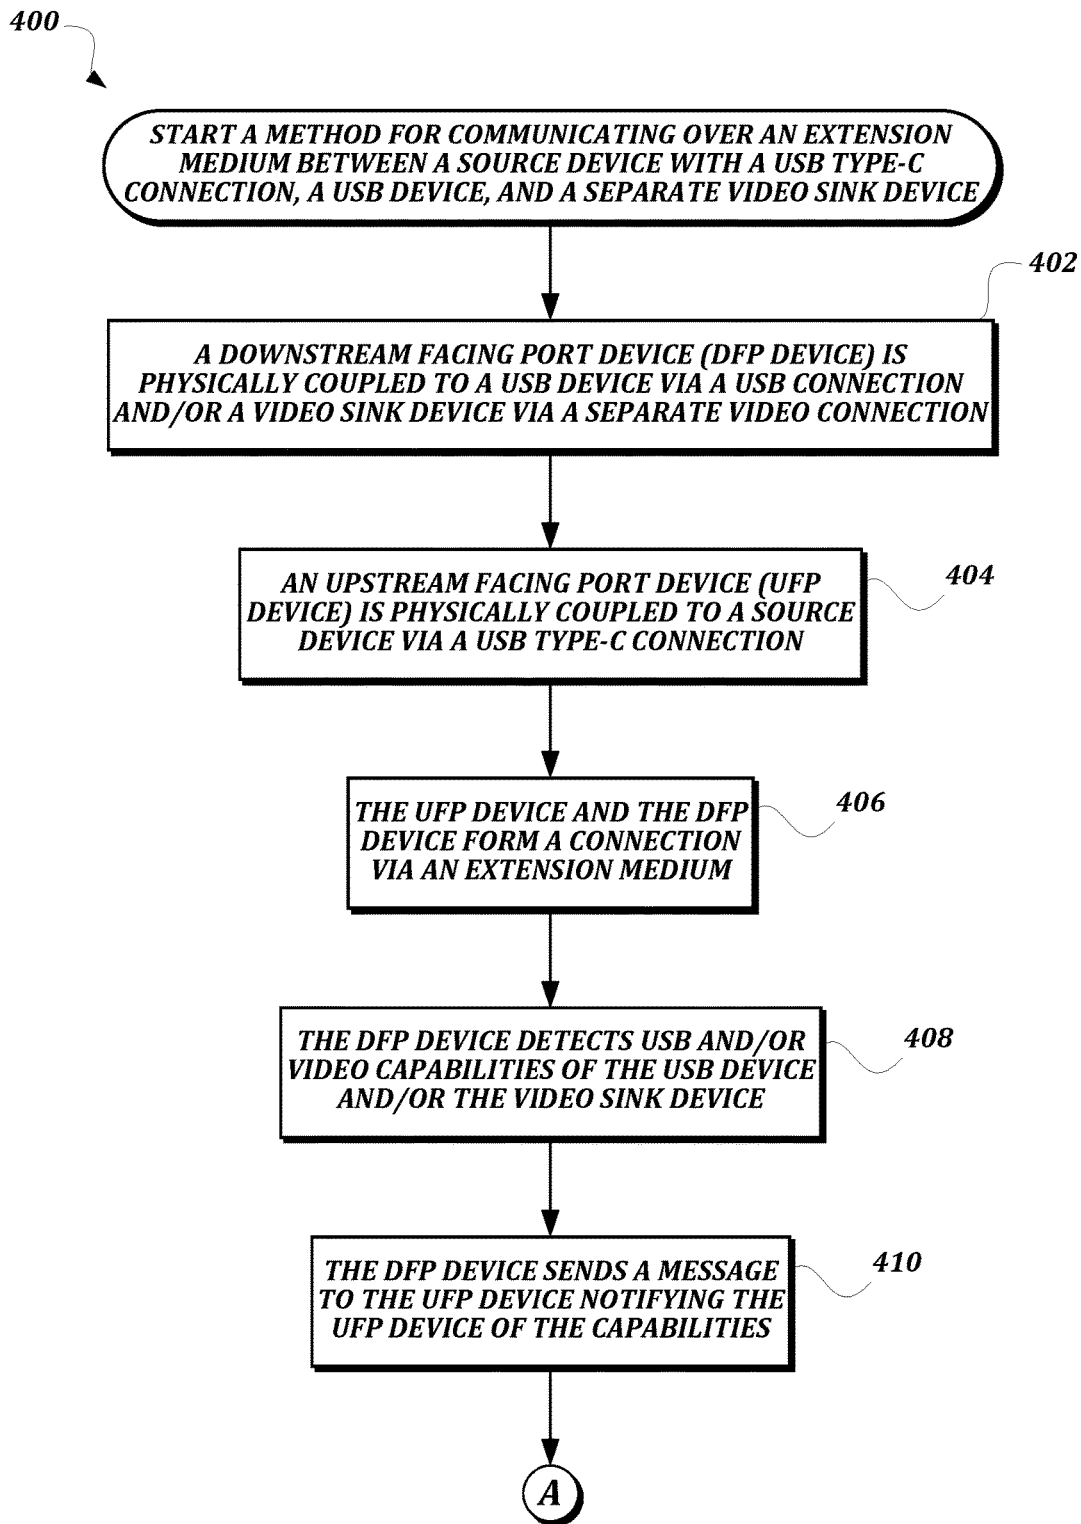 400
START A METHOD FOR COMMUNICATING OVER AN EXTENSION
MEDIUM BETWEEN A SOURCE DEVICE WITH A USB TYPE-C
CONNECTION, A USB DEVICE, AND A SEPARATE VIDEO SINK DEVICE
402
A DOWNSTREAM FACING PORT DEVICE (DFP DEVICE) IS
PHYSICALLY COUPLED TO A USB DEVICE VIA A USB CONNECTION
AND/OR A VIDEO SINK DEVICE VIA A SEPARATE VIDEO CONNECTION
404
AN UPSTREAM FACING PORT DEVICE (UFP
DEVICE) IS PHYSICALLY COUPLED TO A SOURCE
DEVICE VIA A USB TYPE-C CONNECTION
406
THE UFP DEVICE AND THE DFP
DEVICE FORM A CONNECTION
VIA AN EXTENSION MEDIUM
408
THE DFP DEVICE DETECTS USB AND/OR
VIDEO CAPABILITIES OF THE USB DEVICE
AND/OR THE VIDEO SINK DEVICE
410
THE DFP DEVICE SENDS A MESSAGE
TO THE UFP DEVICE NOTIFYING THE
UFP DEVICE OF THE CAPABILITIES
A